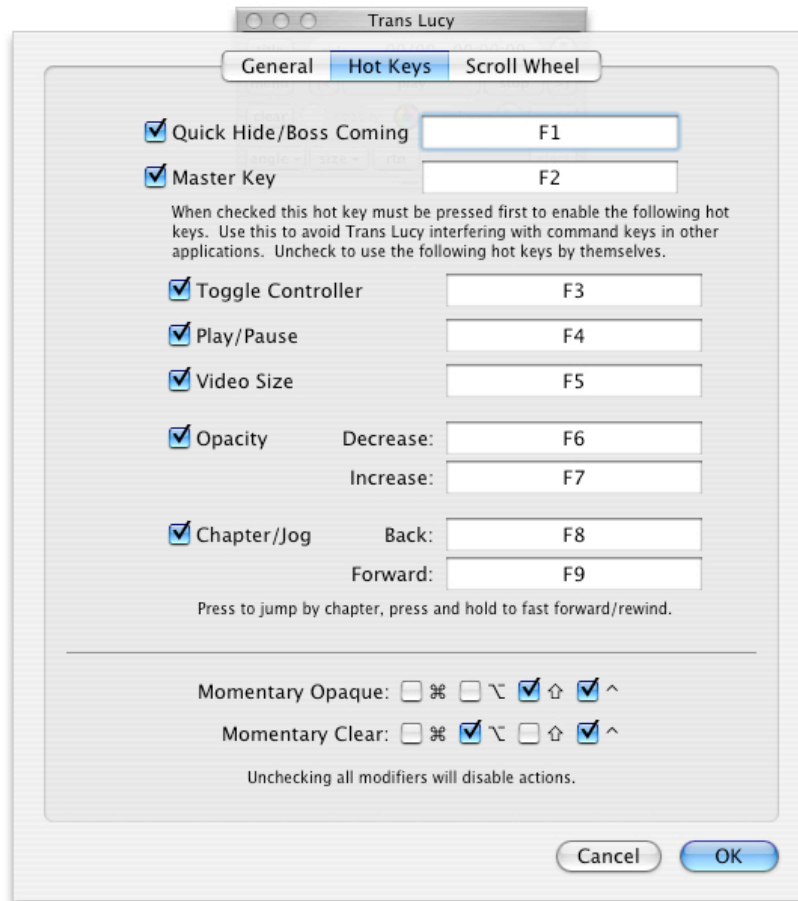 Trans Lucy
General Hot Keys Scroll Wheel
Quick Hide/Boss Coming F1
Master Key F2
When checked this hot key must be pressed first to enable the following hot
keys. Use this to avoid Trans Lucy interfering with command keys in other
applications. Uncheck to use the following hot keys by themselves.
Toggle Controller F3
Play/Pause F4
Video Size F5
Opacity Decrease: F6
Increase: F7
Chapter/Jog Back: F8
Forward: F9
Press to jump by chapter, press and hold to fast forward/rewind.
Momentary Opaque: ⌘ ⌥ ⇧ ^
Momentary Clear: ⌘ ⌥ ⇧ ^
Unchecking all modifiers will disable actions.
Cancel OK